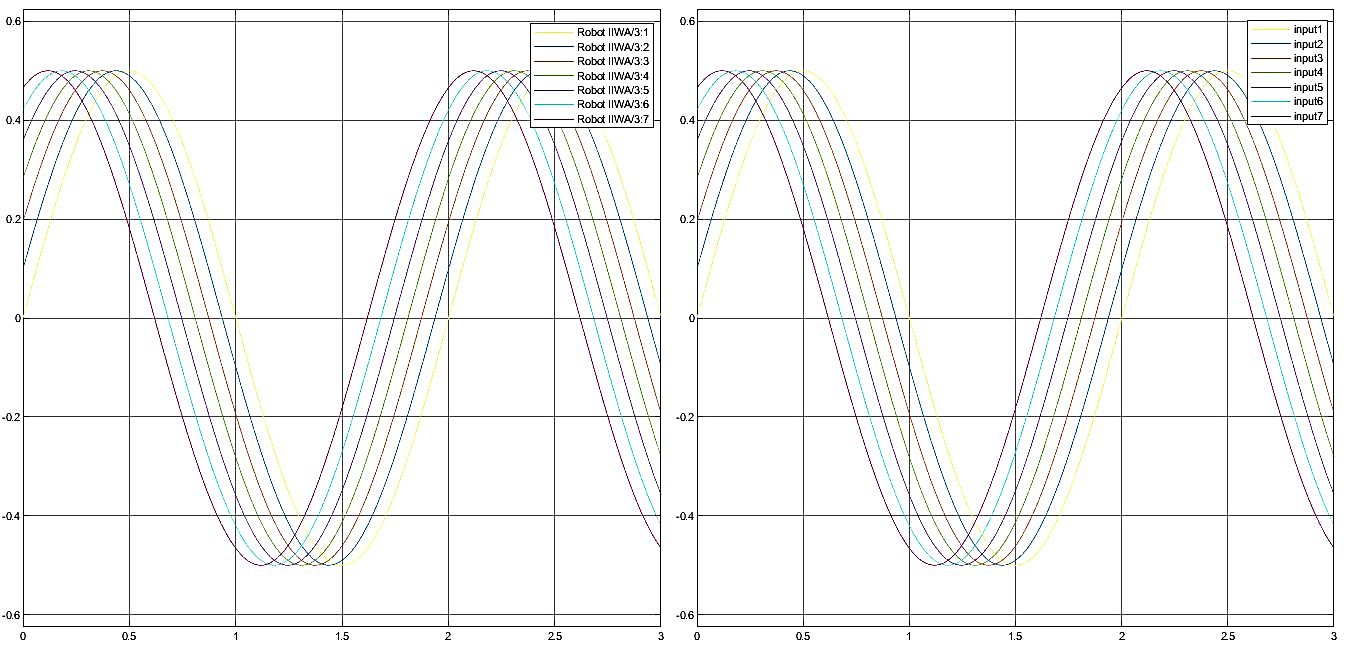 0.6
0.4
0.2
0
-0.2
-0.4
-0.6
0
0.5
1
1.5
2
2.5
3
Robot IIWA/3:1
Robot IIWA/3:2
Robot IIWA/3:3
Robot IIWA/3:4
Robot IIWA/3:5
Robot IIWA/3:6
Robot IIWA/3:7
0.6
0.4
0.2
0
-0.2
-0.4
-0.6
0
0.5
1
1.5
2
2.5
3
input1
input2
input3
input4
input5
input6
input7